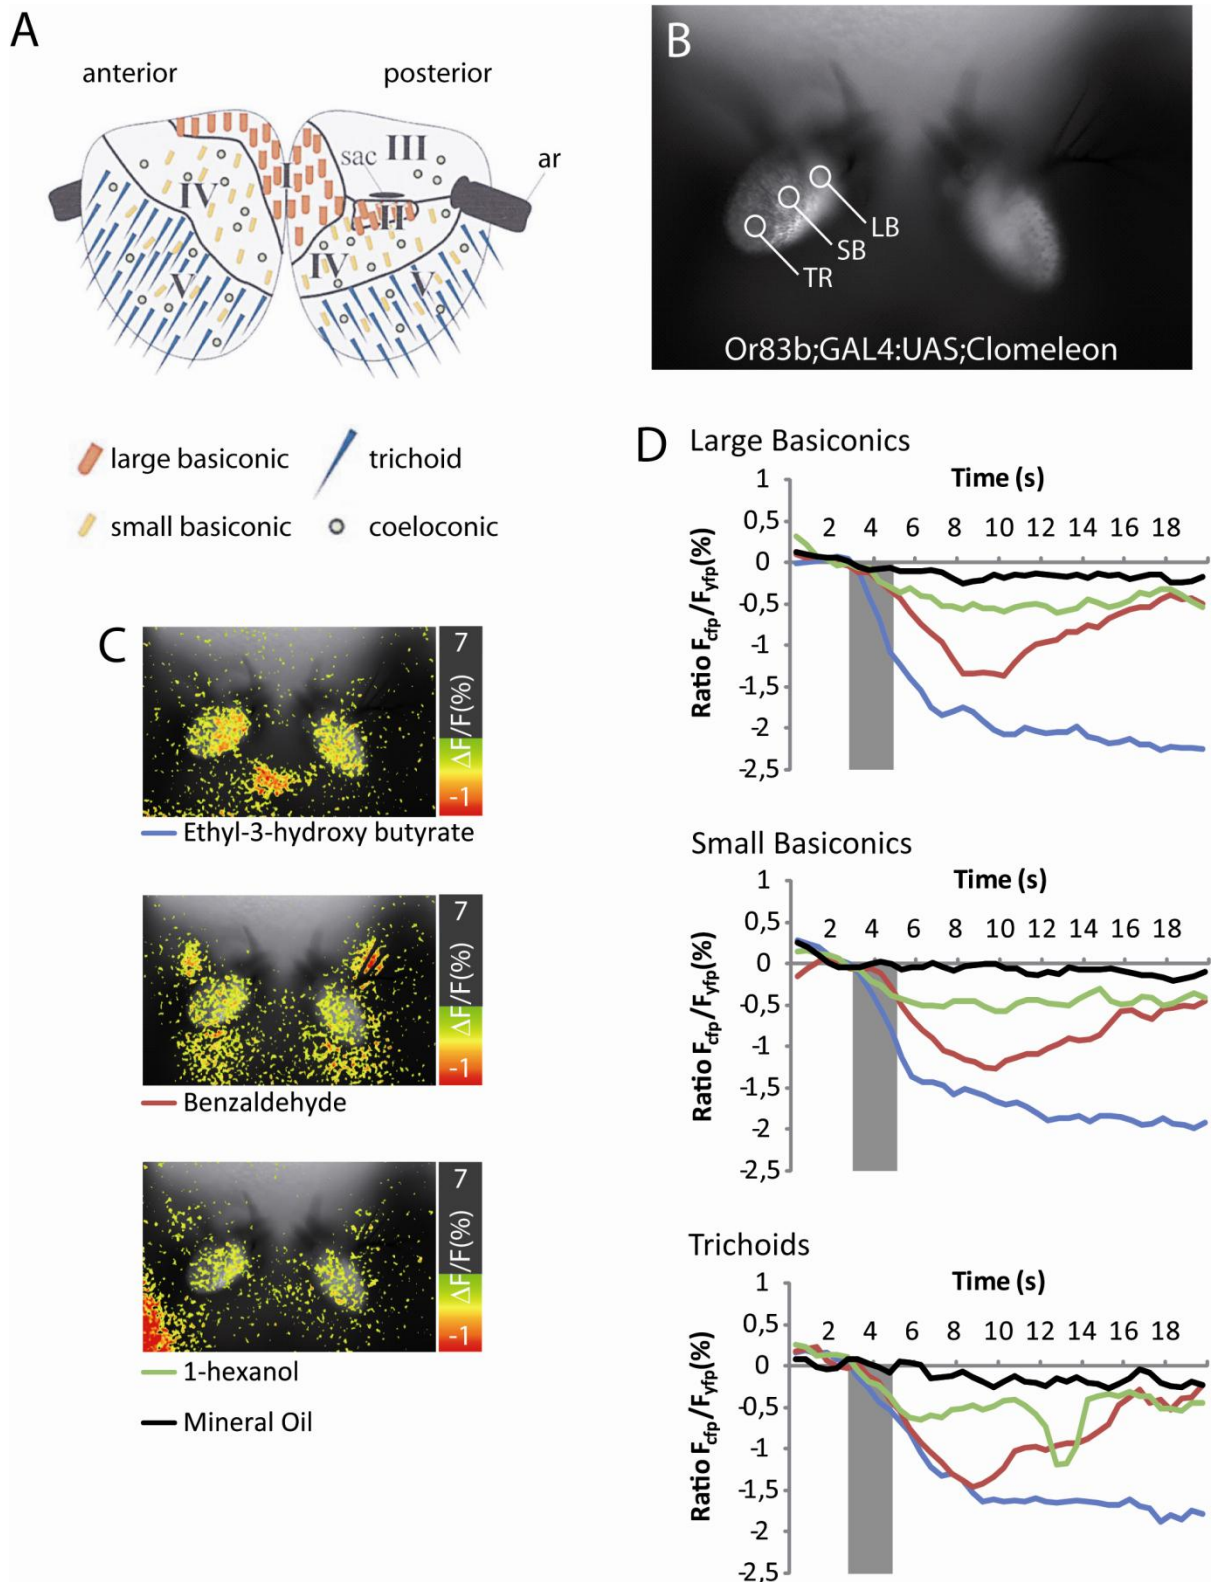 A
anterior
posterior
III
sac
ar
I
IV
II
IV
V
V
large basiconic
trichoid
small basiconic
coeloconic
B
LB
SB
TR
Or83b;GAL4:UAS;Clomeleon
C
7
ΔF/F(%)
-1
Ethyl-3-hydroxy butyrate
7
ΔF/F(%)
-1
Benzaldehyde
7
ΔF/F(%)
-1
1-hexanol
Mineral Oil
D
Large Basiconics
Time (s)
2 4 6 8 10 12 14 16 18
1
0,5
0
-0,5
-1
-1,5
-2
-2,5
Ratio Fcfp/Fyfp(%)
Small Basiconics
Time (s)
2 4 6 8 10 12 14 16 18
1
0,5
0
-0,5
-1
-1,5
-2
-2,5
Ratio Fcfp/Fyfp(%)
Trichoids
Time (s)
2 4 6 8 10 12 14 16 18
1
0,5
0
-0,5
-1
-1,5
-2
-2,5
Ratio Fcfp/Fyfp(%)